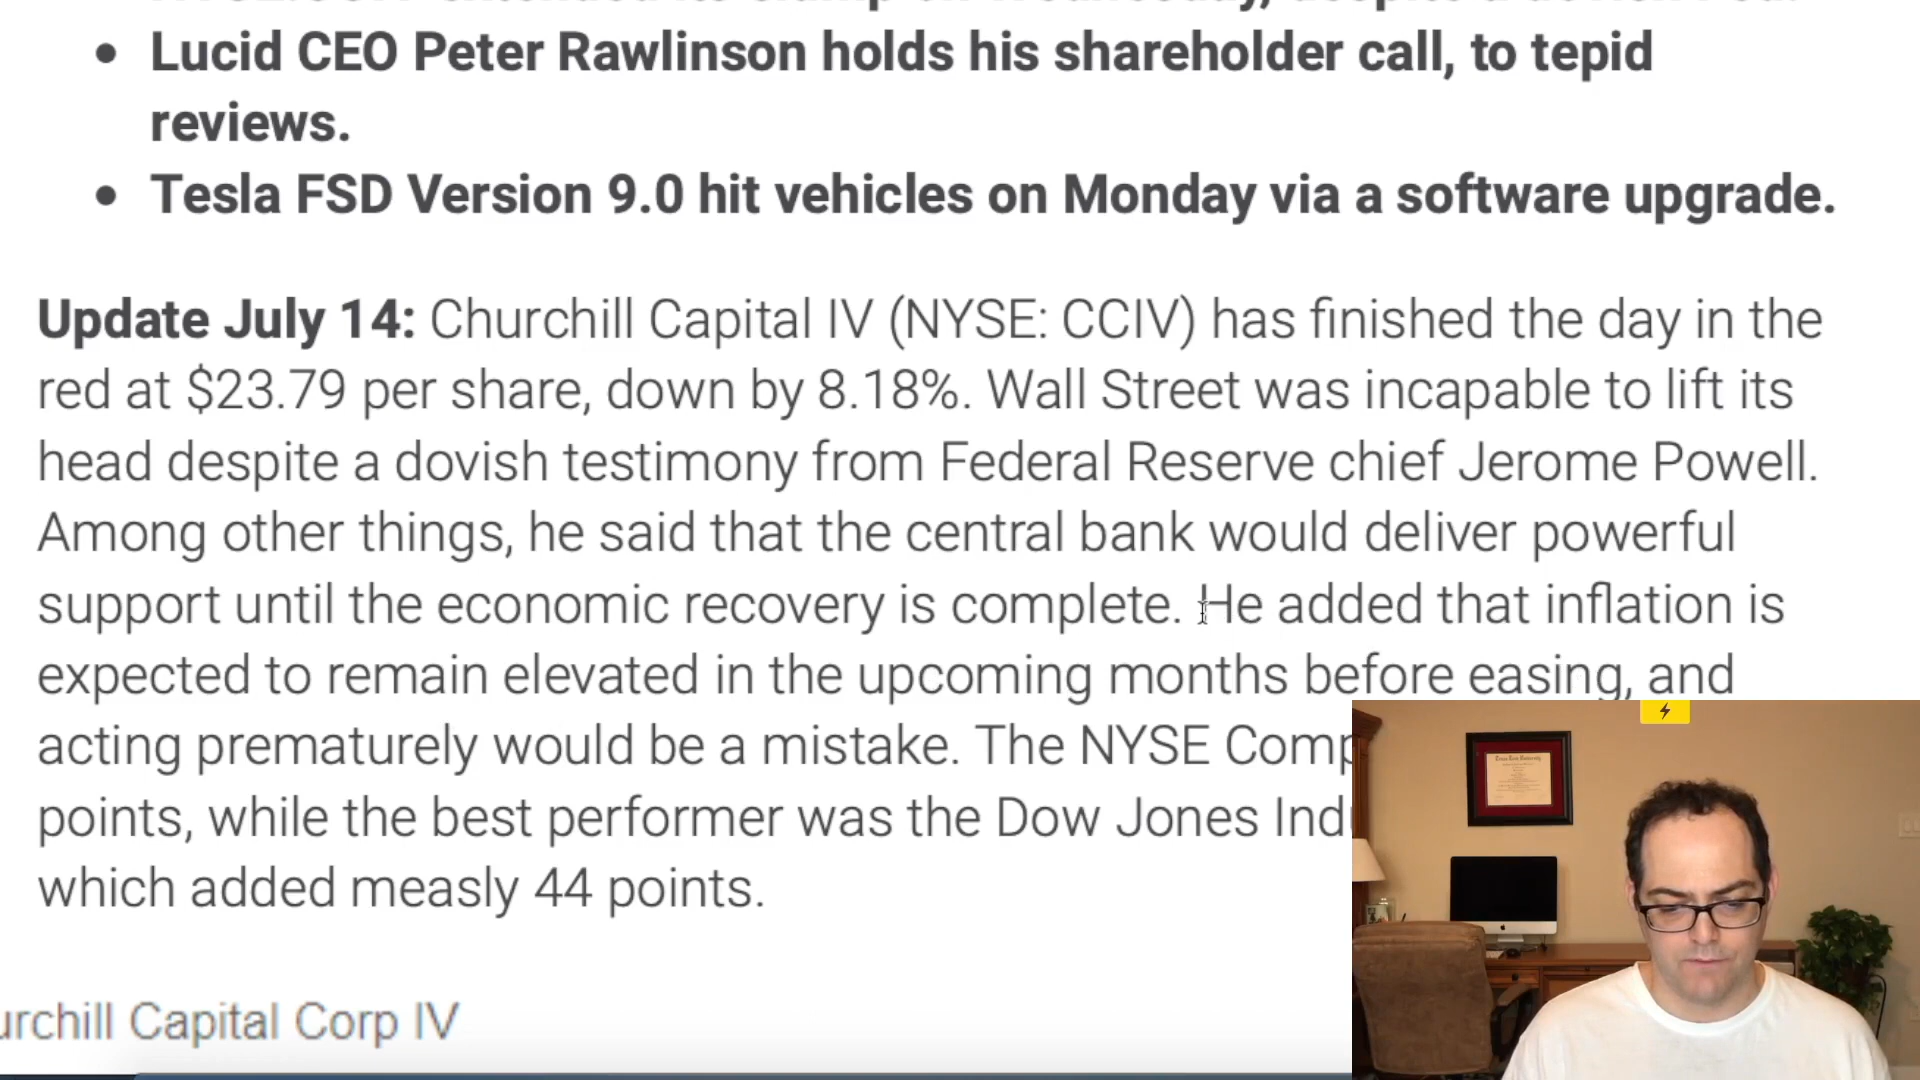 Lucid CEO Peter Rawlinson holds his shareholder call, to tepid
reviews.
Tesla FSD Version 9.0 hit vehicles on Monday via a software upgrade.
Update July 14: Churchill Capital IV (NYSE: CCIV) has finished the day in the
red at $23.79 per share, down by 8.18%. Wall Street was incapable to lift its
head despite a dovish testimony from Federal Reserve chief Jerome Powell.
Among other things, he said that the central bank would deliver powerful
support until the economic recovery is complete. He added that inflation is
expected to remain elevated in the upcoming months before easing, and
acting prematurely would be a mistake. The NYSE Comp
points, while the best performer was the Dow Jones Indu
which added measly 44 points.
urchill Capital Corp IV